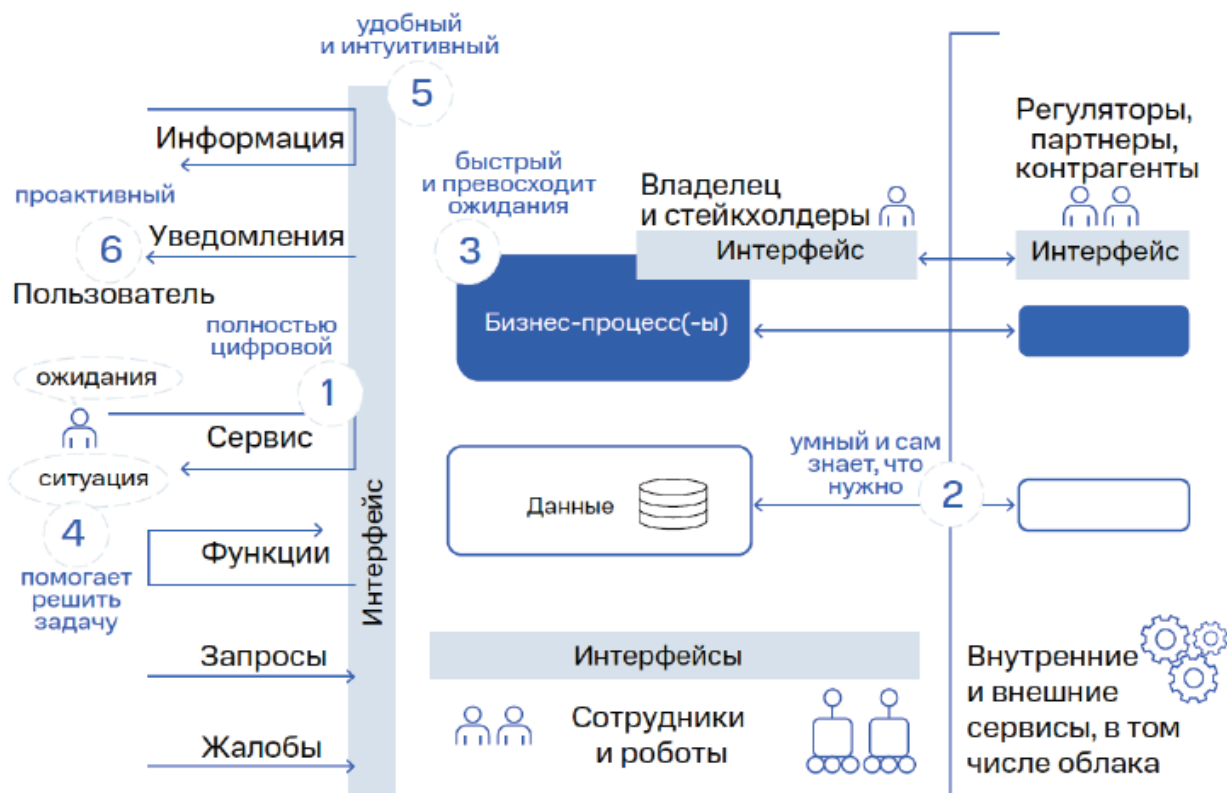 удобный
и интуитивный
5
Информация
проактивный
6
Уведомления
Пользователь
полностью
цифровой
1
ожидания
Сервис
ситуация
4
Функции
помогает
решить
задачу
Запросы
Жалобы
Интерфейс
быстрый
и превосходит
ожидания
3
Владелец
и стейкхолдеры
Интерфейс
Бизнес-процесс(-ы)
Данные
умный и сам
знает, что
нужно
2
Интерфейсы
Сотрудники
и роботы
Регуляторы,
партнеры,
контрагенты
Интерфейс
Внутренние
и внешние
сервисы, в том
числе облака